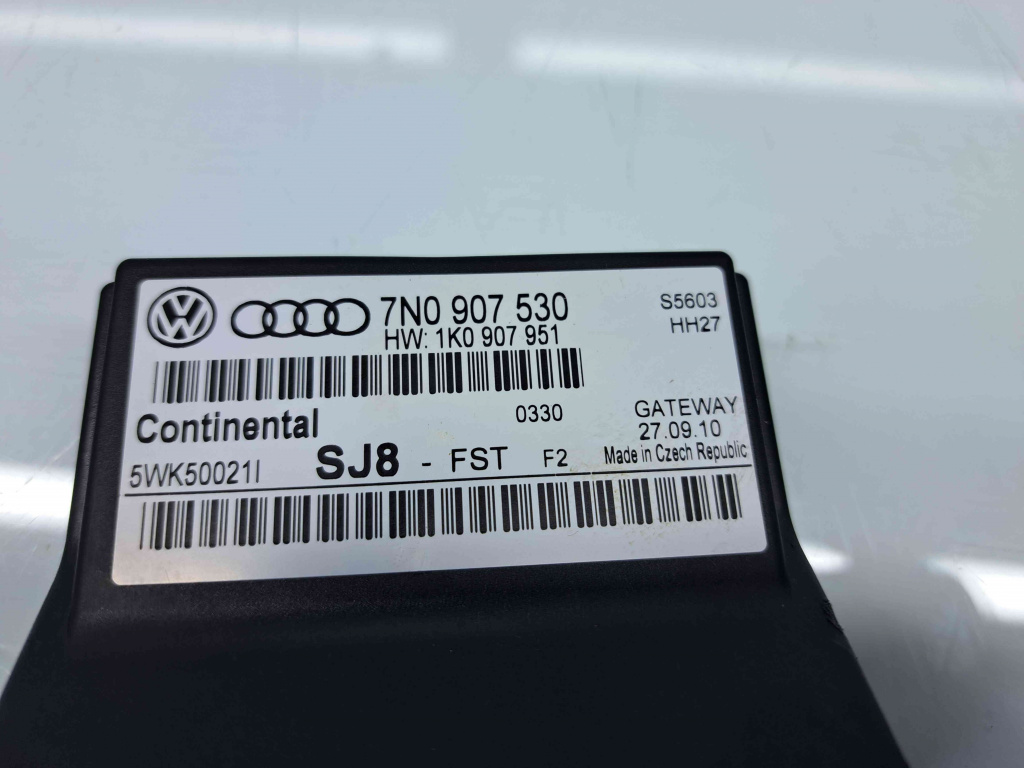 7N0 907 530
S5603
HW: 1K0 907 951
HH27
Continental
0330
GATEWAY
27.09.10
5WK50021I
SJ8 - FST F2
Made in Czech Republic